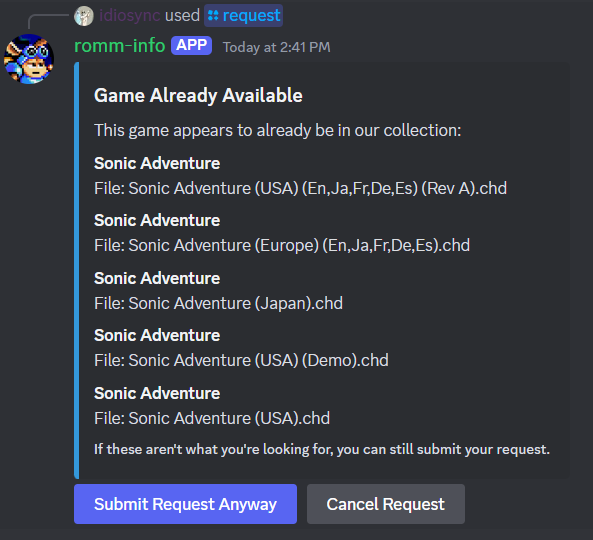 idiosync used request
romm-info APP Today at 2:41 PM
Game Already Available
This game appears to already be in our collection:
Sonic Adventure
File: Sonic Adventure (USA) (En,Ja,Fr,De,Es) (Rev A).chd
Sonic Adventure
File: Sonic Adventure (Europe) (En,Ja,Fr,De,Es).chd
Sonic Adventure
File: Sonic Adventure (Japan).chd
Sonic Adventure
File: Sonic Adventure (USA) (Demo).chd
Sonic Adventure
File: Sonic Adventure (USA).chd
If these aren't what you're looking for, you can still submit your request.
Submit Request Anyway Cancel Request